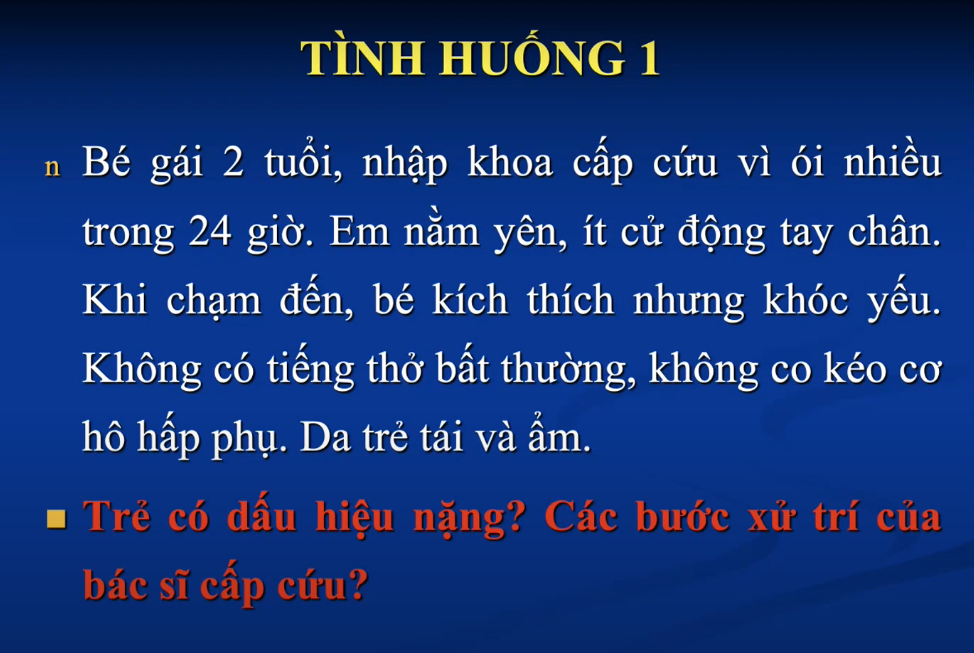 TÌNH HUỐNG 1
n Bé gái 2 tuổi, nhập khoa cấp cứu vì ói nhiều
trong 24 giờ. Em nằm yên, ít cử động tay chân.
Khi chạm đến, bé kích thích nhưng khóc yếu.
Không có tiếng thở bất thường, không co kéo cơ
hô hấp phụ. Da trẻ tái và ẩm.
■ Trẻ có dấu hiệu nặng? Các bước xử trí của
bác sĩ cấp cứu?